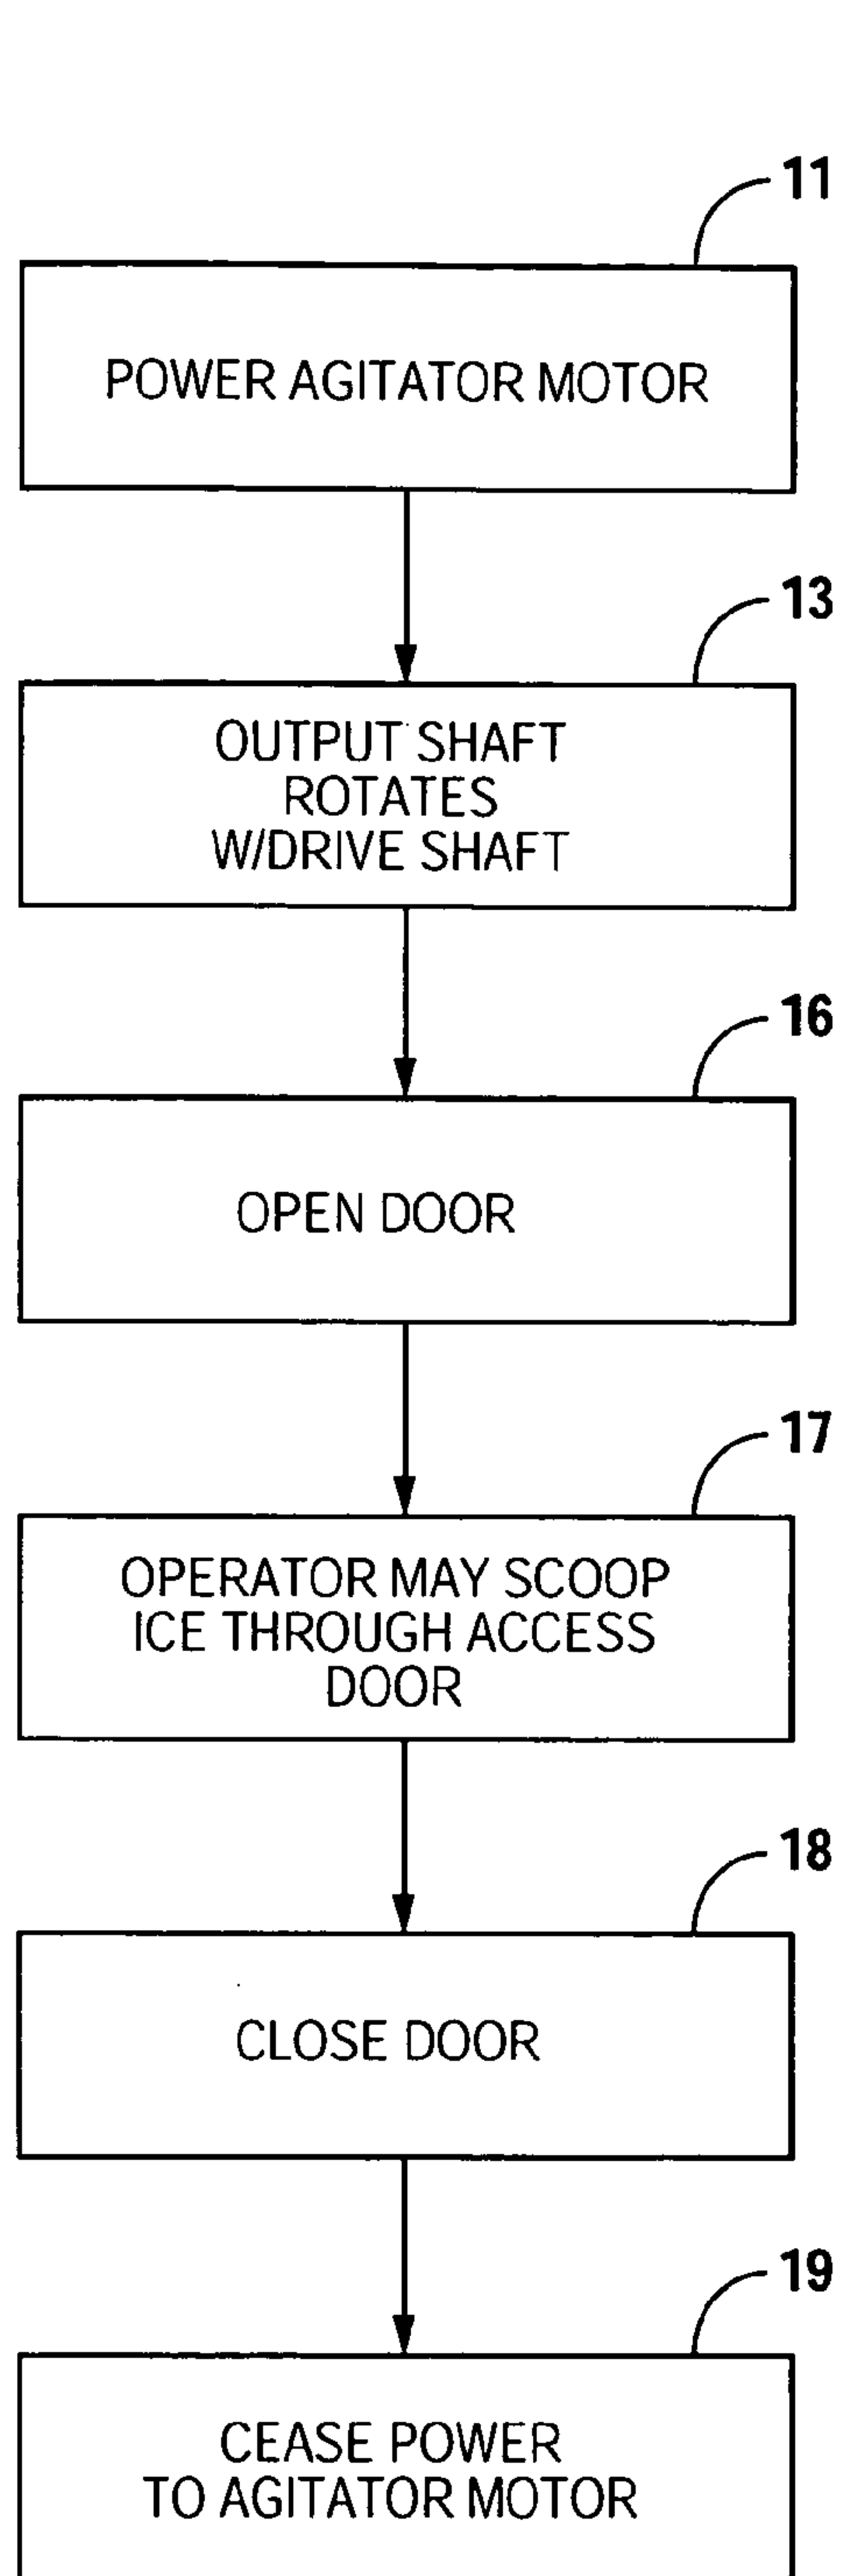 11
POWER AGITATOR MOTOR
13
OUTPUT SHAFT
ROTATES
W/DRIVE SHAFT
16
OPEN DOOR
17
OPERATOR MAY SCOOP
ICE THROUGH ACCESS
DOOR
18
CLOSE DOOR
19
CEASE POWER
TO AGITATOR MOTOR